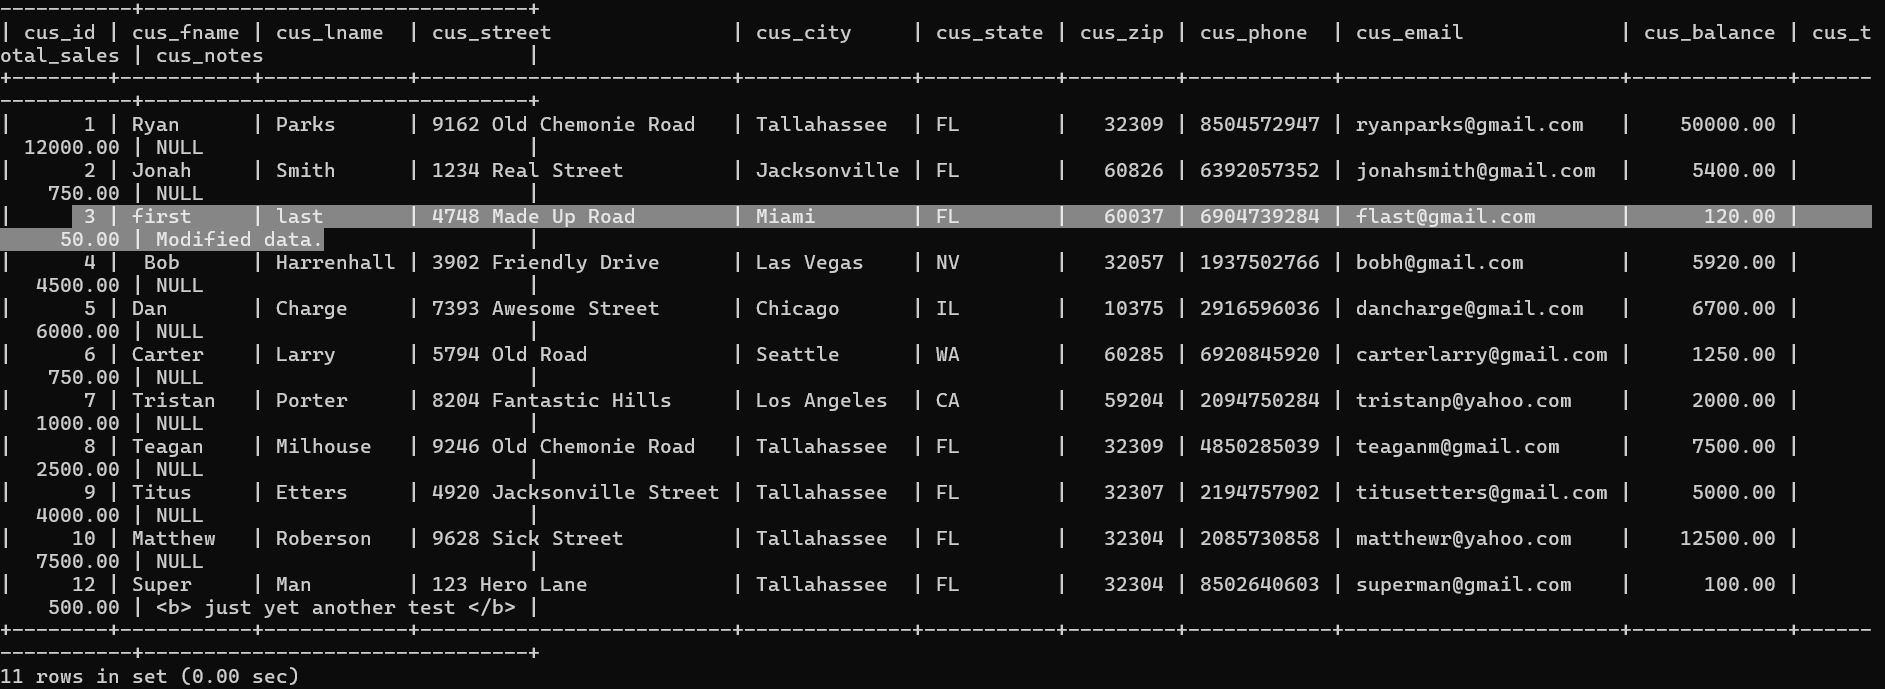 -----------+--------------------------------+
| cus_id | cus_fname | cus_lname  | cus_street               | cus_city     | cus_state | cus_zip | cus_phone  | cus_email             | cus_balance | cus_t
otal_sales | cus_notes                      |
+--------+-----------+------------+--------------------------+--------------+-----------+---------+------------+-----------------------+-------------+------
-----------+--------------------------------+
|      1 | Ryan      | Parks      | 9162 Old Chemonie Road   | Tallahassee  | FL        |   32309 | 8504572947 | ryanparks@gmail.com   |    50000.00 |
  12000.00 | NULL                           |
|      2 | Jonah     | Smith      | 1234 Real Street         | Jacksonville | FL        |   60826 | 6392057352 | jonahsmith@gmail.com  |     5400.00 |
    750.00 | NULL                           |
|      3 | first     | last       | 4748 Made Up Road        | Miami        | FL        |   60037 | 6904739284 | flast@gmail.com       |      120.00 |
     50.00 | Modified data.                 |
|      4 |  Bob      | Harrenhall | 3902 Friendly Drive      | Las Vegas    | NV        |   32057 | 1937502766 | bobh@gmail.com        |     5920.00 |
   4500.00 | NULL                           |
|      5 | Dan       | Charge     | 7393 Awesome Street      | Chicago      | IL        |   10375 | 2916596036 | dancharge@gmail.com   |     6700.00 |
   6000.00 | NULL                           |
|      6 | Carter    | Larry      | 5794 Old Road            | Seattle      | WA        |   60285 | 6920845920 | carterlarry@gmail.com |     1250.00 |
    750.00 | NULL                           |
|      7 | Tristan   | Porter     | 8204 Fantastic Hills     | Los Angeles  | CA        |   59204 | 2094750284 | tristanp@yahoo.com    |     2000.00 |
   1000.00 | NULL                           |
|      8 | Teagan    | Milhouse   | 9246 Old Chemonie Road   | Tallahassee  | FL        |   32309 | 4850285039 | teaganm@gmail.com     |     7500.00 |
   2500.00 | NULL                           |
|      9 | Titus     | Etters     | 4920 Jacksonville Street | Tallahassee  | FL        |   32307 | 2194757902 | titusetters@gmail.com |     5000.00 |
   4000.00 | NULL                           |
|     10 | Matthew   | Roberson   | 9628 Sick Street         | Tallahassee  | FL        |   32304 | 2085730858 | matthewr@yahoo.com    |    12500.00 |
   7500.00 | NULL                           |
|     12 | Super     | Man        | 123 Hero Lane            | Tallahassee  | FL        |   32304 | 8502640603 | superman@gmail.com    |      100.00 |
    500.00 | <b> just yet another test </b> |
+--------+-----------+------------+--------------------------+--------------+-----------+---------+------------+-----------------------+-------------+------
-----------+--------------------------------+
11 rows in set (0.00 sec)